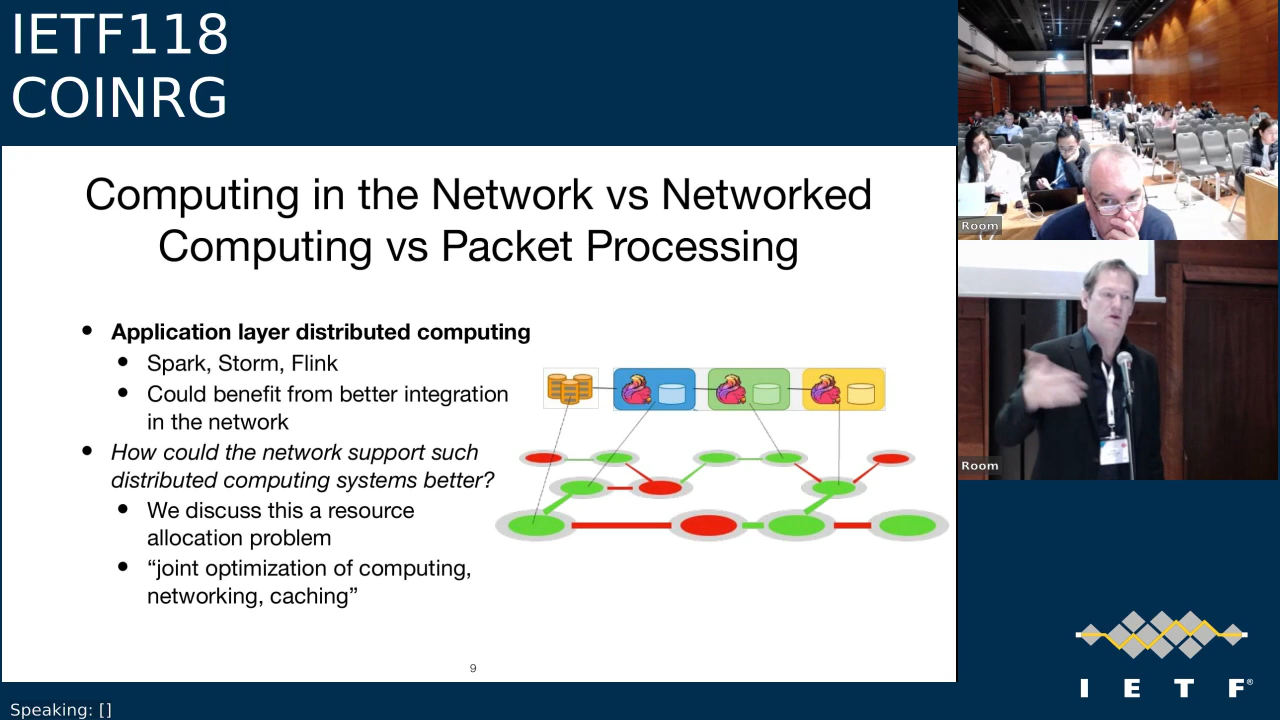 IETF118
COINRG
Computing in the Network vs Networked
Computing vs Packet Processing
• Application layer distributed computing
• Spark, Storm, Flink
• Could benefit from better integration
in the network
• How could the network support such
distributed computing systems better?
• We discuss this a resource
allocation problem
• “joint optimization of computing,
networking, caching”
9
Room
Room
I E T F®
Speaking: []